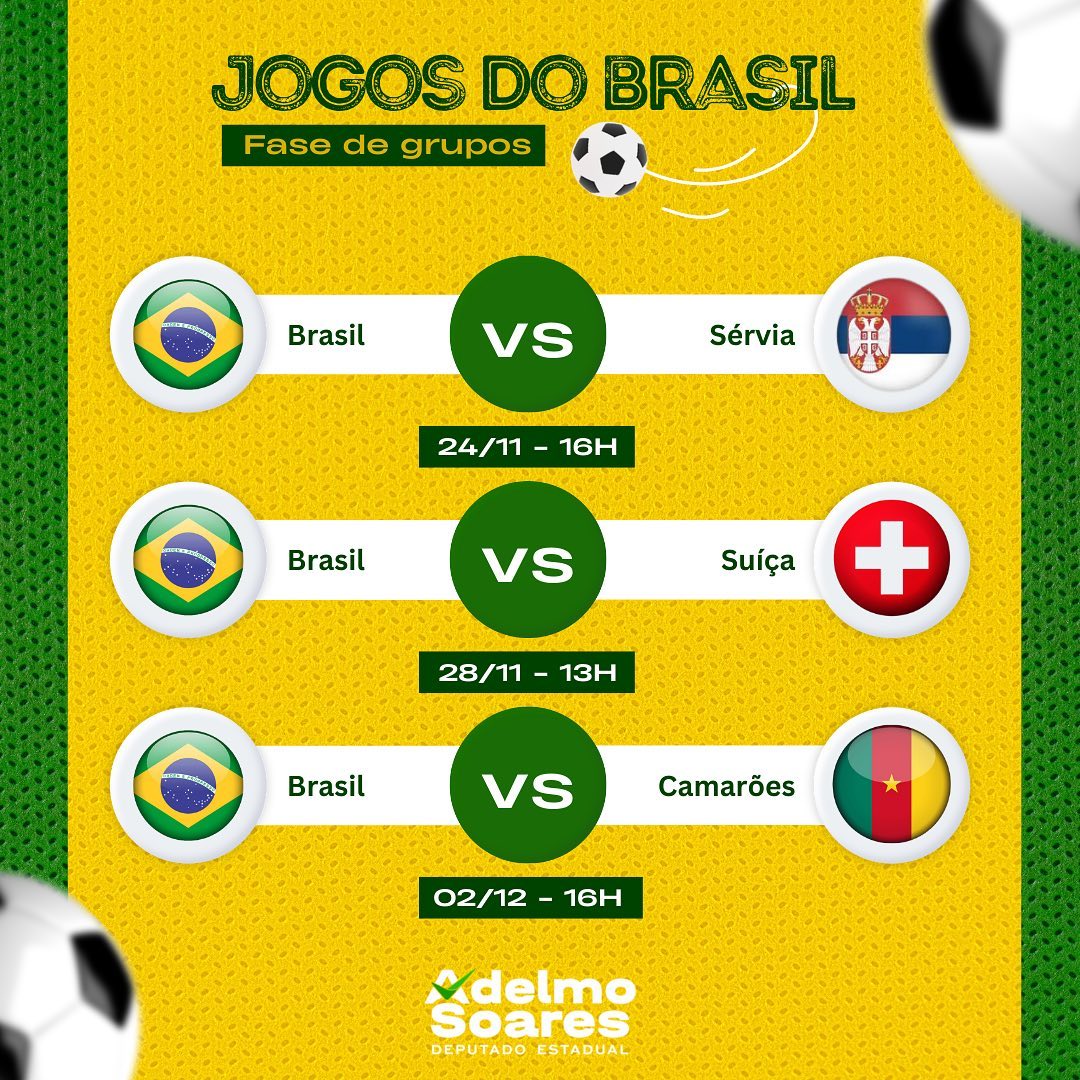 JOGOS DO BRASIL
Fase de grupos
Brasil VS Sérvia
24/11 - 16H
Brasil VS Suíça
28/11 - 13H
Brasil VS Camarões
02/12 - 16H
Adelmo
Soares
DEPUTADO ESTADUAL